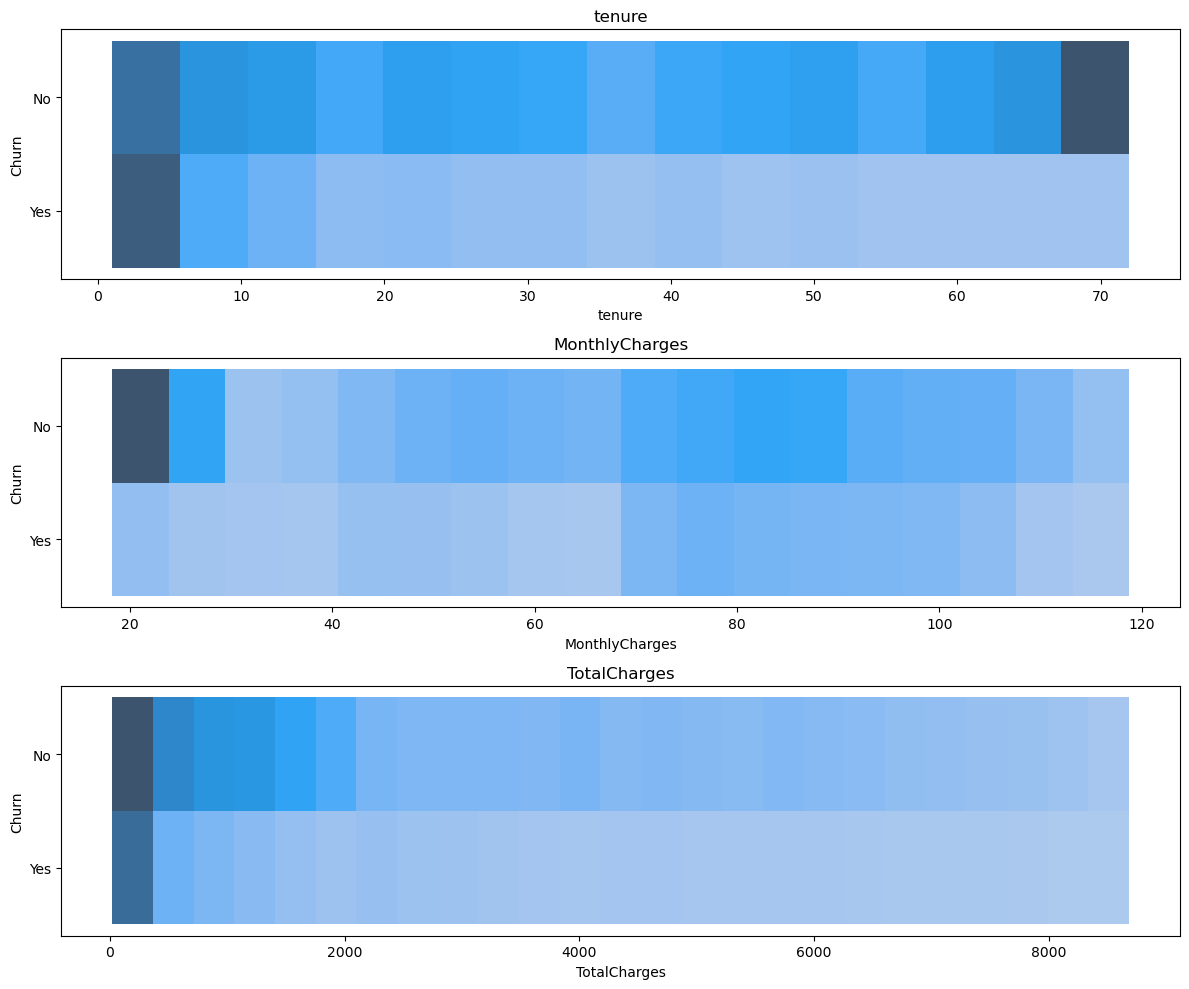 tenure
No
Yes
Churn
0 10 20 30 40 50 60 70
tenure
MonthlyCharges
No
Yes
Churn
20 40 60 80 100 120
MonthlyCharges
TotalCharges
No
Yes
Churn
0 2000 4000 6000 8000
TotalCharges